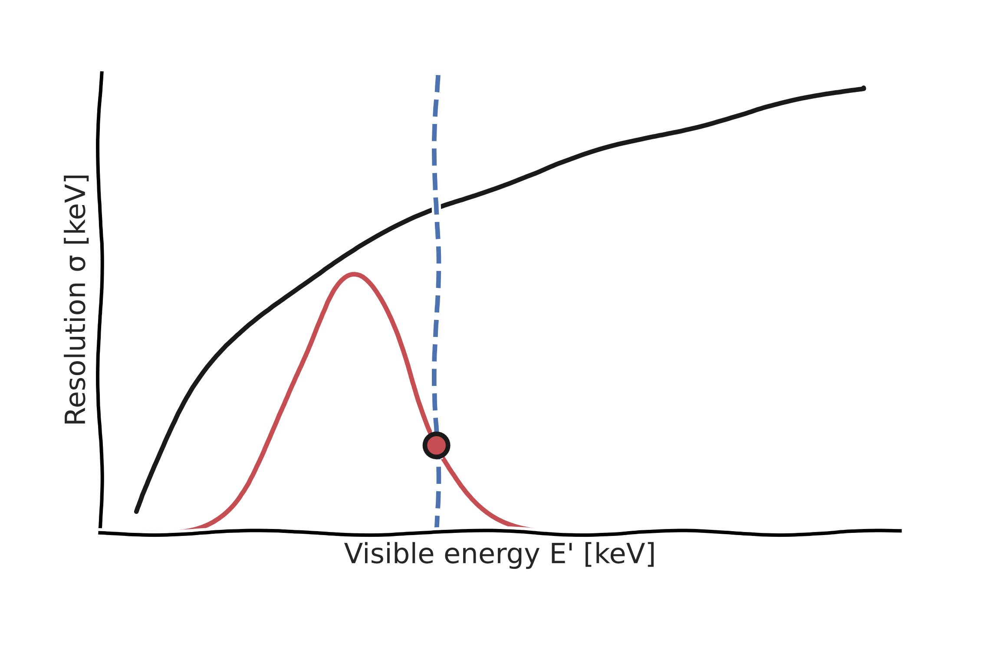 Resolution σ [keV]
Visible energy E' [keV]